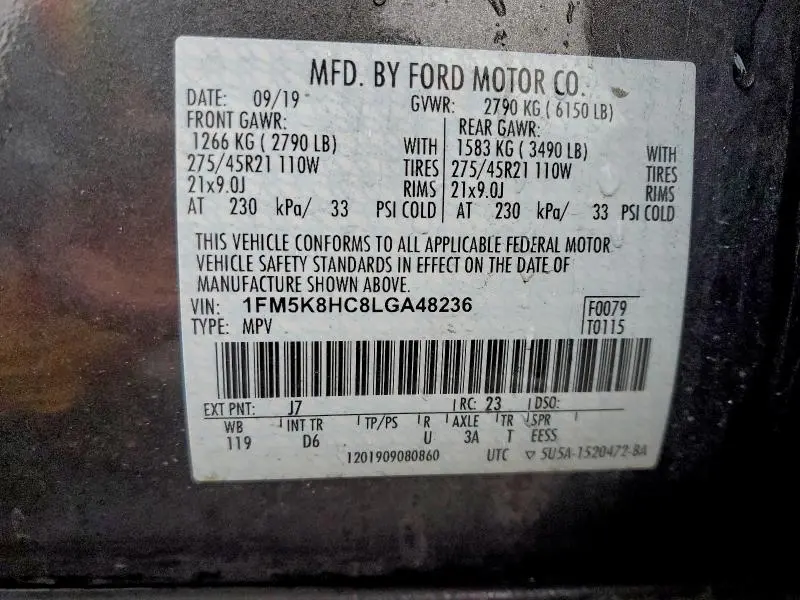 MFD. BY FORD MOTOR CO.
DATE: 09/19 GVWR: 2790 KG ( 6150 LB)
FRONT GAWR: REAR GAWR:
1266 KG ( 2790 LB) WITH 1583 KG ( 3490 LB) WITH
275/45R21 110W TIRES 275/45R21 110W TIRES
21x9.0J RIMS 21x9.0J RIMS
AT 230 kPa/ 33 PSI COLD AT 230 kPa/ 33 PSI COLD
THIS VEHICLE CONFORMS TO ALL APPLICABLE FEDERAL MOTOR
VEHICLE SAFETY STANDARDS IN EFFECT ON THE DATE OF
MANUFACTURE SHOWN ABOVE.
VIN: 1FM5K8HC8LGA48236 F0079
TYPE: MPV T0115
EXT PNT: J7 RC: 23 DSO:
WB INT TR TP/PS R AXLE TR SPR
119 D6 U 3A T EESS
1201909080860 UTC ▽ 5U5A-1520472-BA